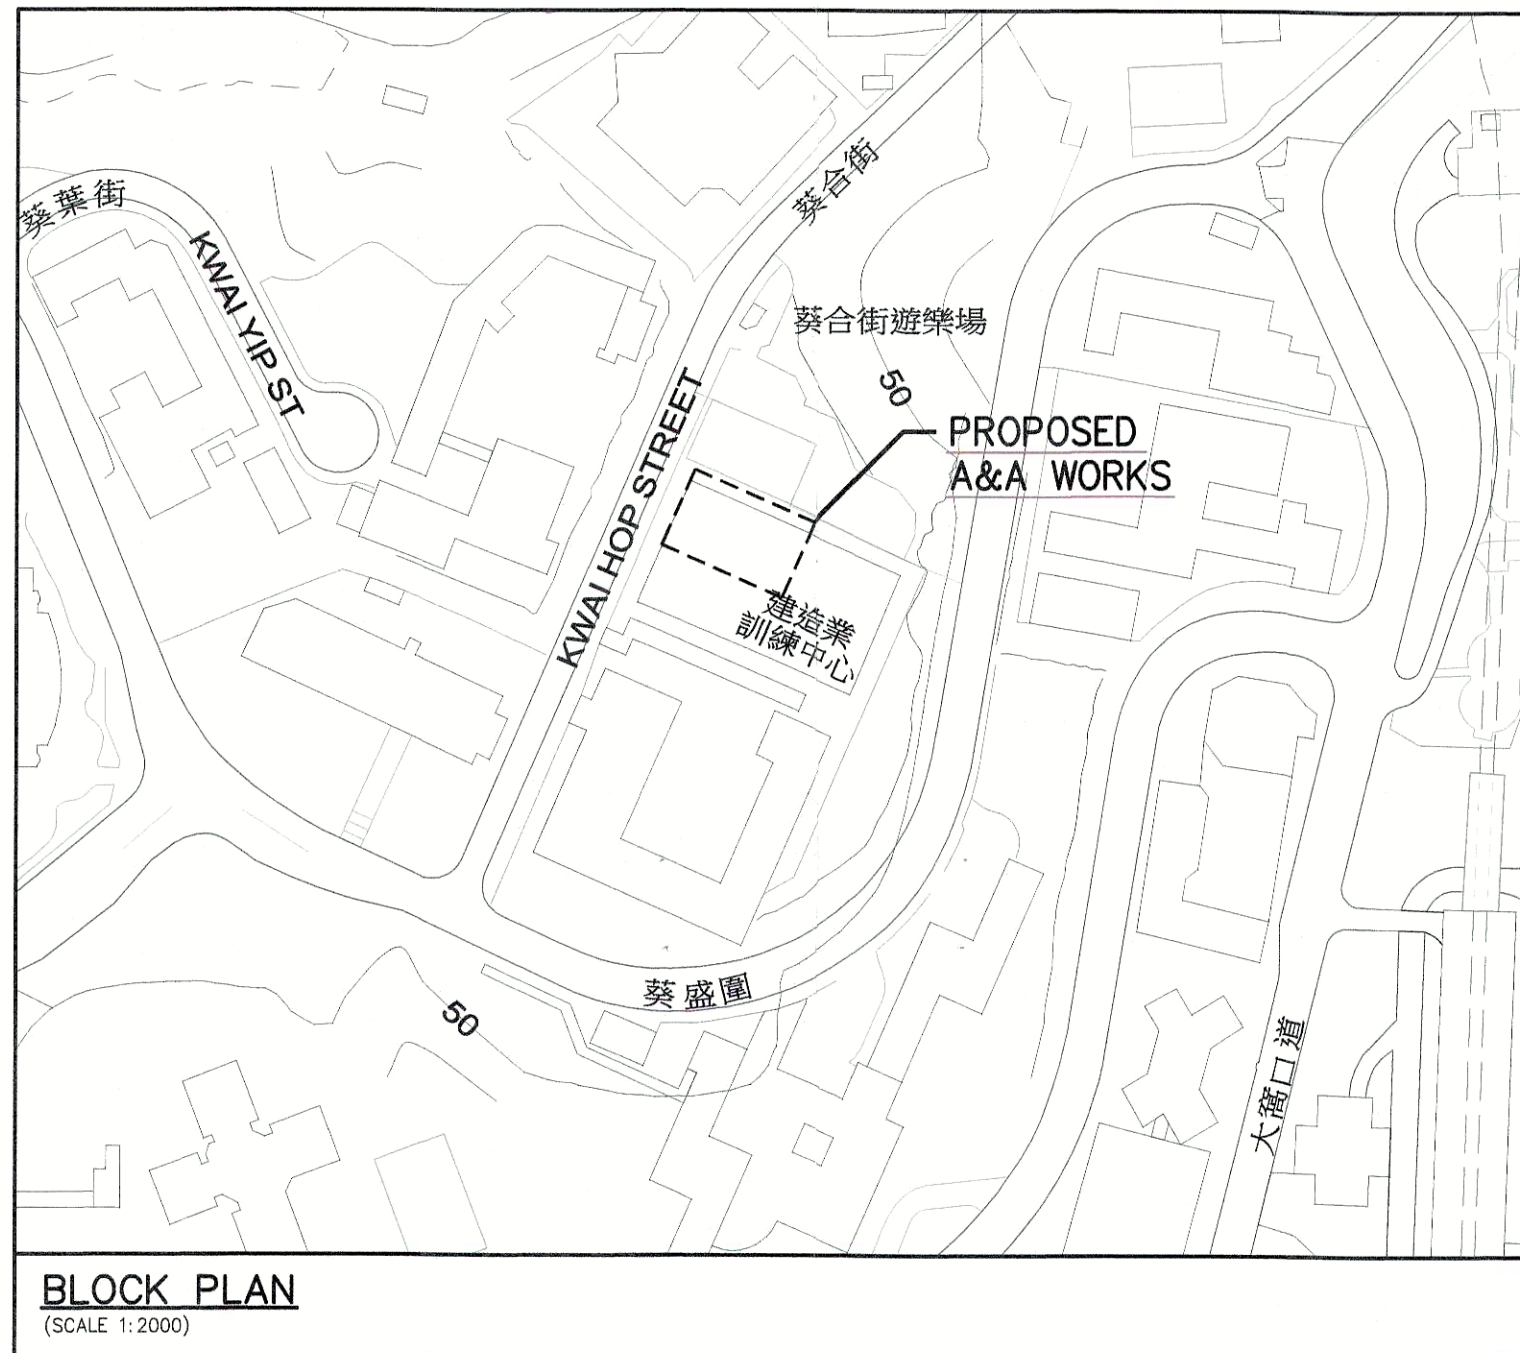 葵葉街
KWAI YIP ST
葵合街
葵合街遊樂場
50
KWAI HOP STREET
PROPOSED
A&A WORKS
建造業
訓練中心
葵盛圍
50
大窩口道
BLOCK PLAN
(SCALE 1:2000)